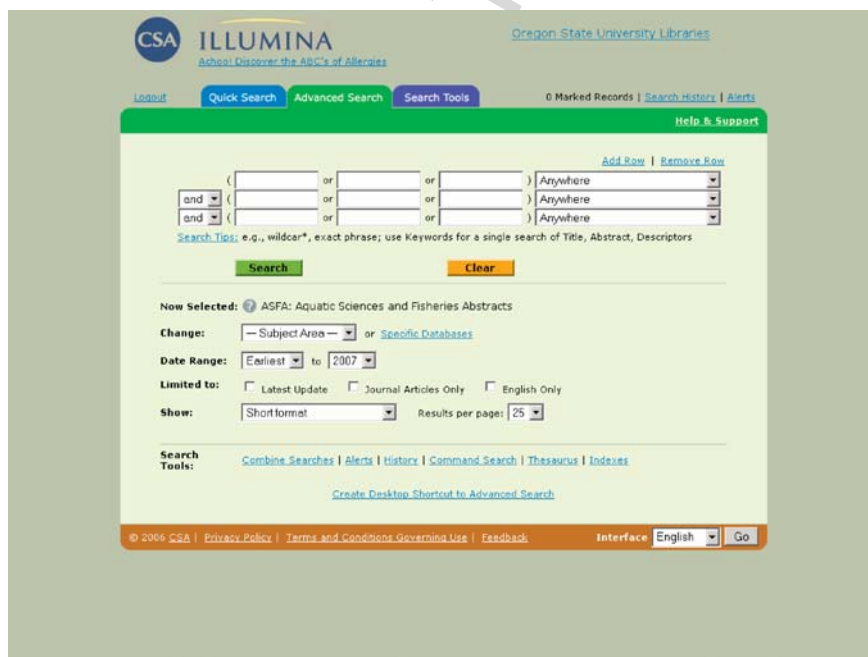 CSA ILLUMINA
Oregon State University Libraries
Achoo! Discover the ABC's of Allergies
Logout Quick Search Advanced Search Search Tools 0 Marked Records | Search History | Alerts
Help & Support
Add Row | Remove Row
( or or ) Anywhere
and ( or or ) Anywhere
and ( or or ) Anywhere
Search Tips: e.g., wildcar*, exact phrase; use Keywords for a single search of Title, Abstract, Descriptors
Search Clear
Now Selected: ? ASFA: Aquatic Sciences and Fisheries Abstracts
Change: — Subject Area — or Specific Databases
Date Range: Earliest to 2007
Limited to: Latest Update Journal Articles Only English Only
Show: Short format Results per page: 25
Search Tools: Combine Searches | Alerts | History | Command Search | Thesaurus | Indexes
Create Desktop Shortcut to Advanced Search
© 2006 CSA | Privacy Policy | Terms and Conditions Governing Use | Feedback Interface English Go